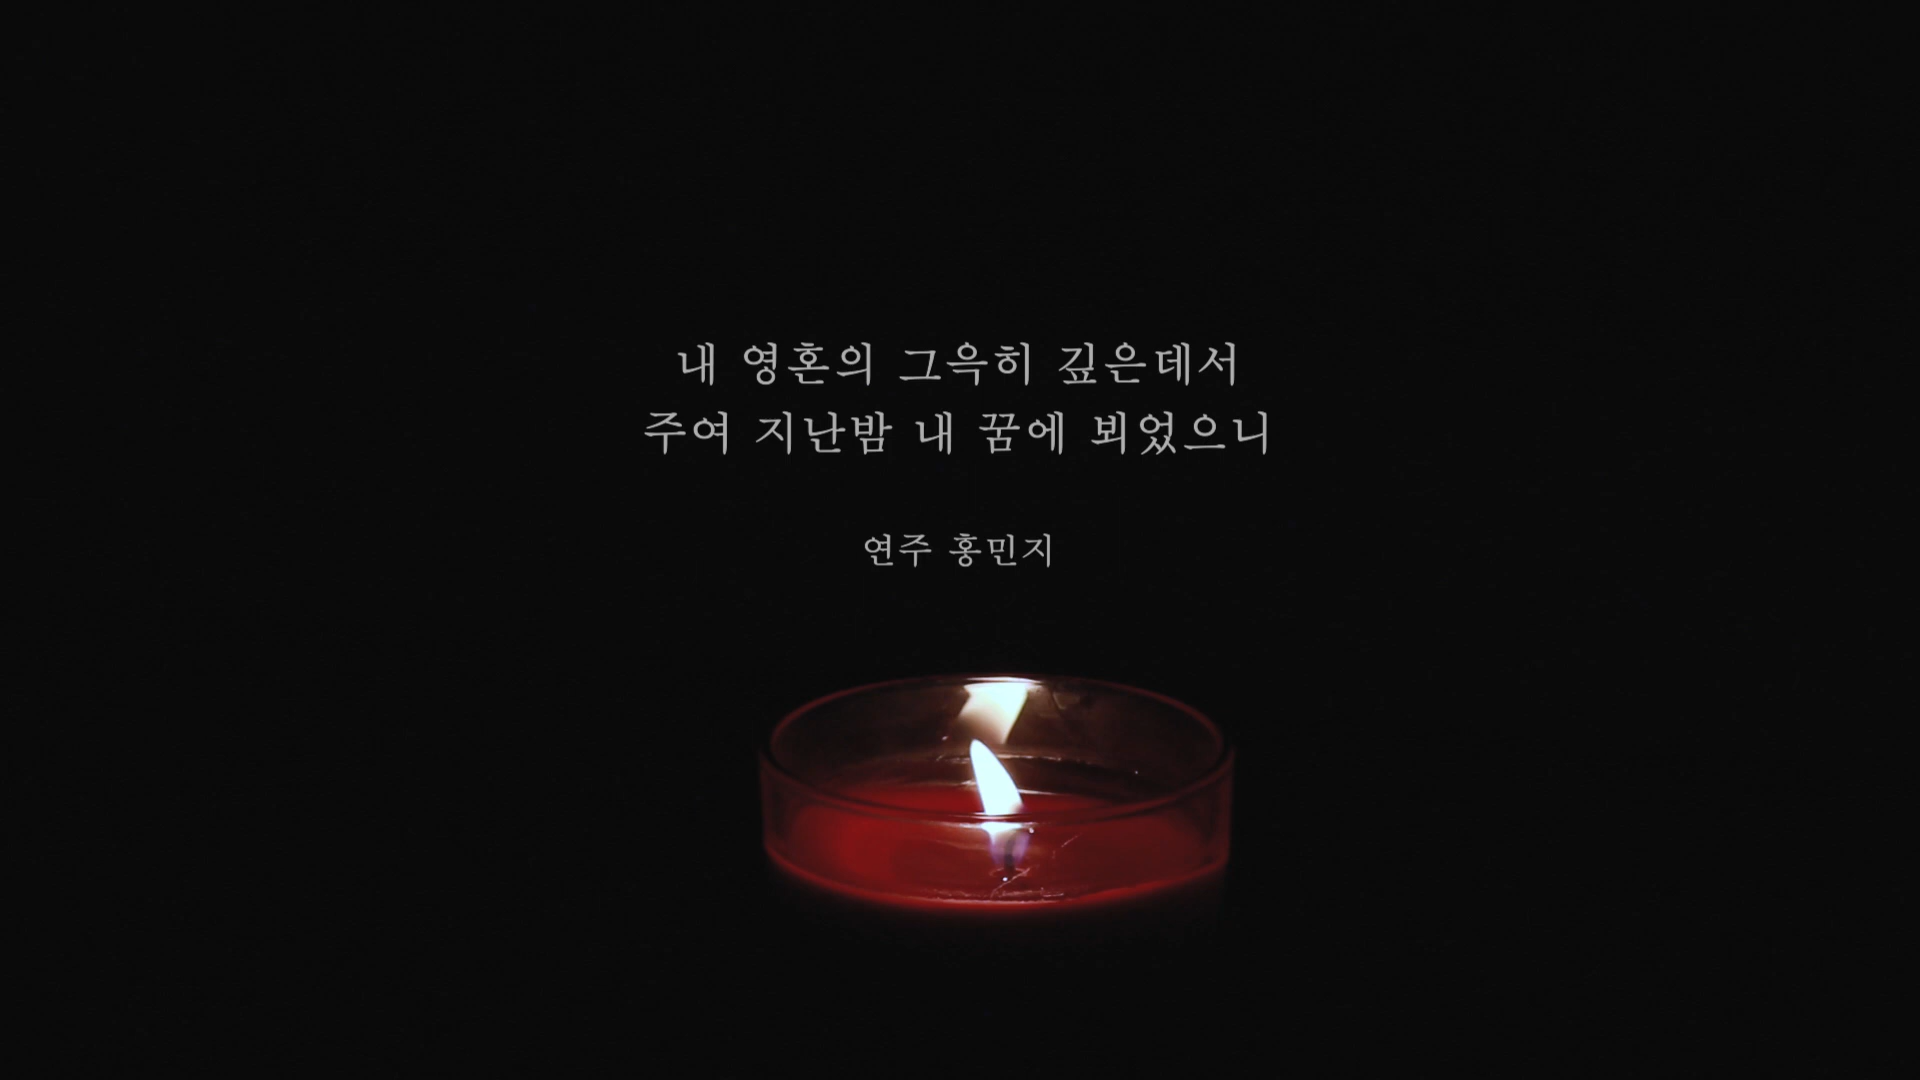 내 영혼의 그윽히 깊은데서
주여 지난밤 내 꿈에 뵈었으니
연주 홍민지